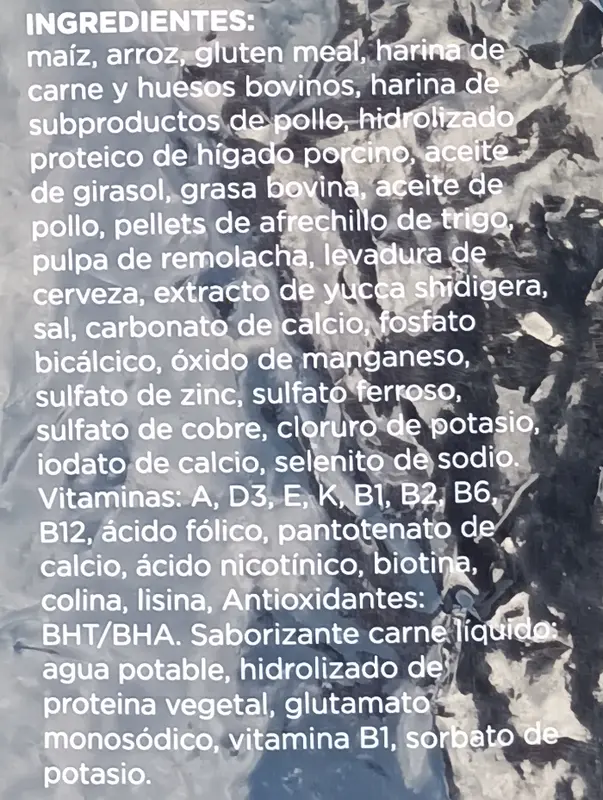 INGREDIENTES:
maíz, arroz, gluten meal, harina de
carne y huesos bovinos, harina de
subproductos de pollo, hidrolizado
proteico de hígado porcino, aceite
de girasol, grasa bovina, aceite de
pollo, pellets de afrechillo de trigo,
pulpa de remolacha, levadura de
cerveza, extracto de yucca shidigera,
sal, carbonato de calcio, fosfato
bicálcico, óxido de manganeso,
sulfato de zinc, sulfato ferroso,
sulfato de cobre, cloruro de potasio,
iodato de calcio, selenito de sodio.
Vitaminas: A, D3, E, K, B1, B2, B6,
B12, ácido fólico, pantotenato de
calcio, ácido nicotínico, biotina,
colina, lisina, Antioxidantes:
BHT/BHA. Saborizante carne líquido:
agua potable, hidrolizado de
proteina vegetal, glutamato
monosódico, vitamina B1, sorbato de
potasio.